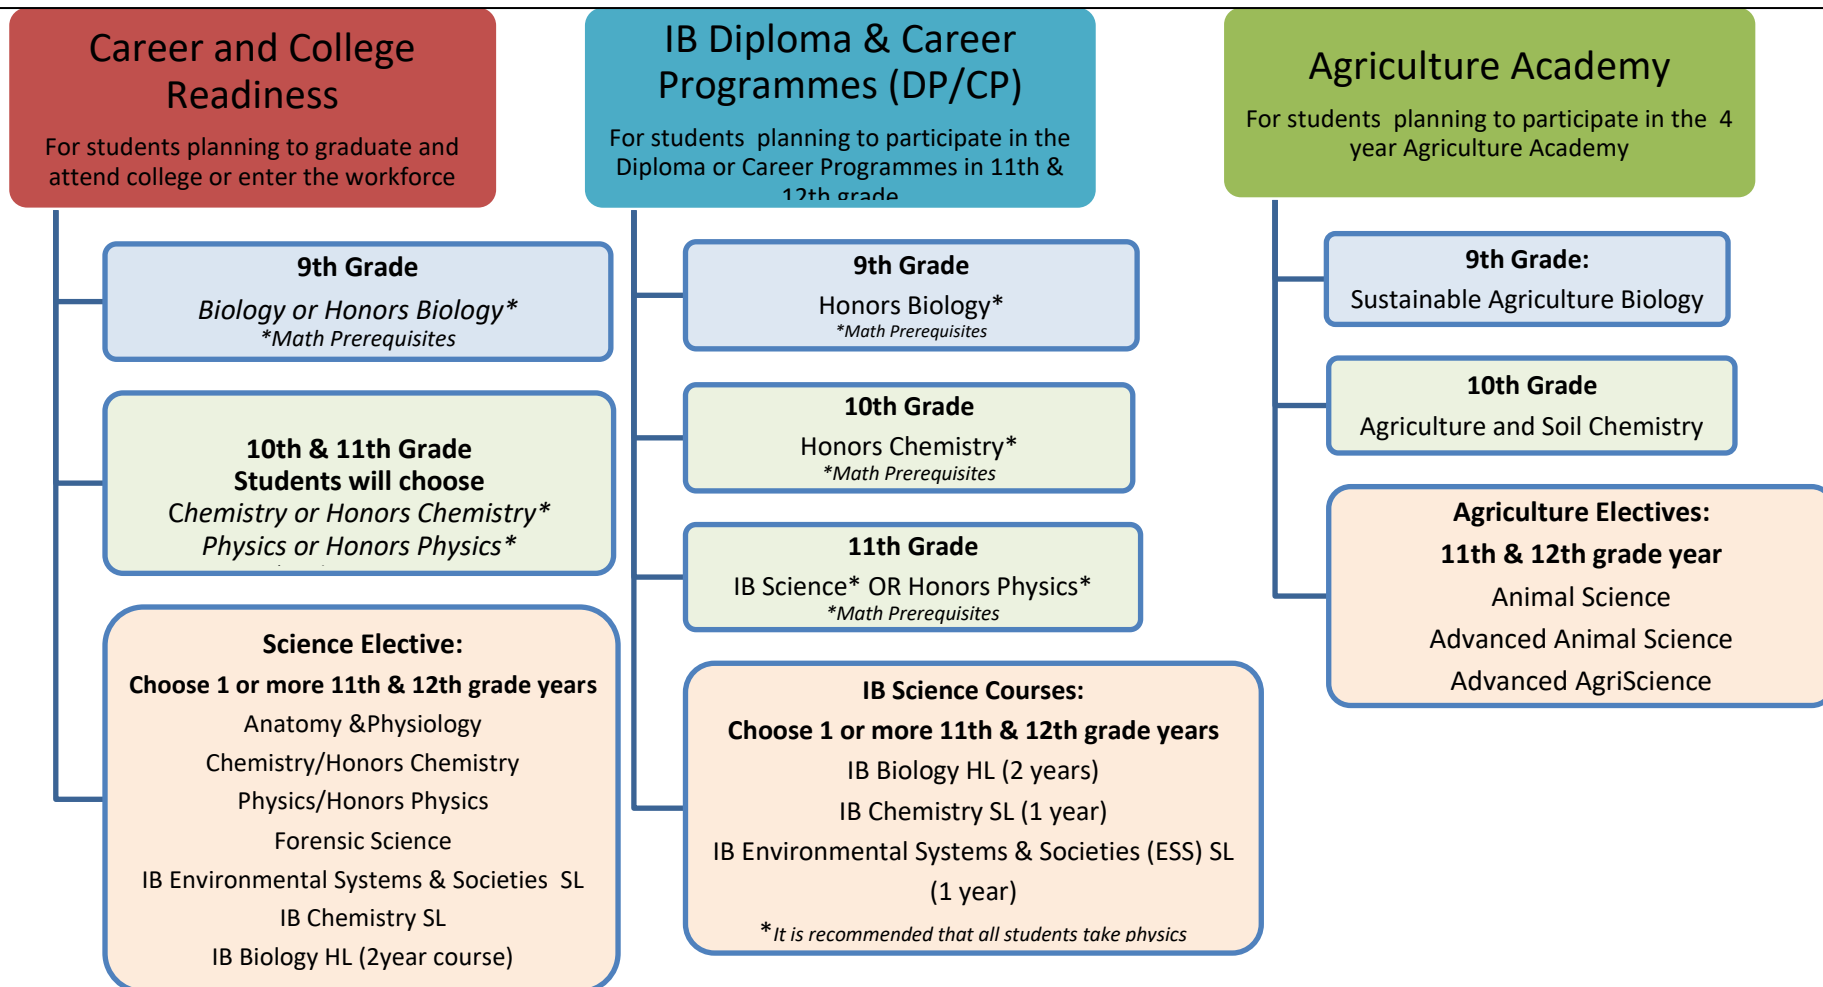 Career and College
Readiness
For students planning to graduate and
attend college or enter the workforce
9th Grade
Biology or Honors Biology*
*Math Prerequisites
10th & 11th Grade
Students will choose
Chemistry or Honors Chemistry*
Physics or Honors Physics*
Science Elective:
Choose 1 or more 11th & 12th grade years
Anatomy &Physiology
Chemistry/Honors Chemistry
Physics/Honors Physics
Forensic Science
IB Environmental Systems & Societies SL
IB Chemistry SL
IB Biology HL (2year course)
IB Diploma & Career
Programmes (DP/CP)
For students planning to participate in the
Diploma or Career Programmes in 11th &
12th grade
9th Grade
Honors Biology*
*Math Prerequisites
10th Grade
Honors Chemistry*
*Math Prerequisites
11th Grade
IB Science* OR Honors Physics*
*Math Prerequisites
IB Science Courses:
Choose 1 or more 11th & 12th grade years
IB Biology HL (2 years)
IB Chemistry SL (1 year)
IB Environmental Systems & Societies (ESS) SL
(1 year)
*It is recommended that all students take physics
Agriculture Academy
For students planning to participate in the 4
year Agriculture Academy
9th Grade:
Sustainable Agriculture Biology
10th Grade
Agriculture and Soil Chemistry
Agriculture Electives:
11th & 12th grade year
Animal Science
Advanced Animal Science
Advanced AgriScience